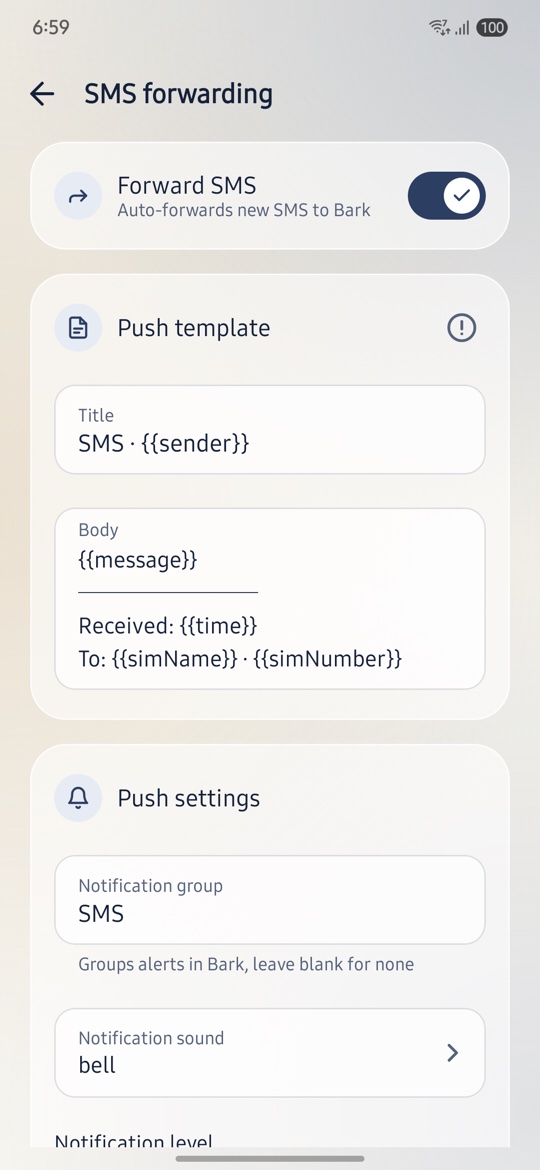 6:59
100
SMS forwarding
Forward SMS
Auto-forwards new SMS to Bark
Push template
Title
SMS · {{sender}}
Body
{{message}}
Received: {{time}}
To: {{simName}} · {{simNumber}}
Push settings
Notification group
SMS
Groups alerts in Bark, leave blank for none
Notification sound
bell
Notification level